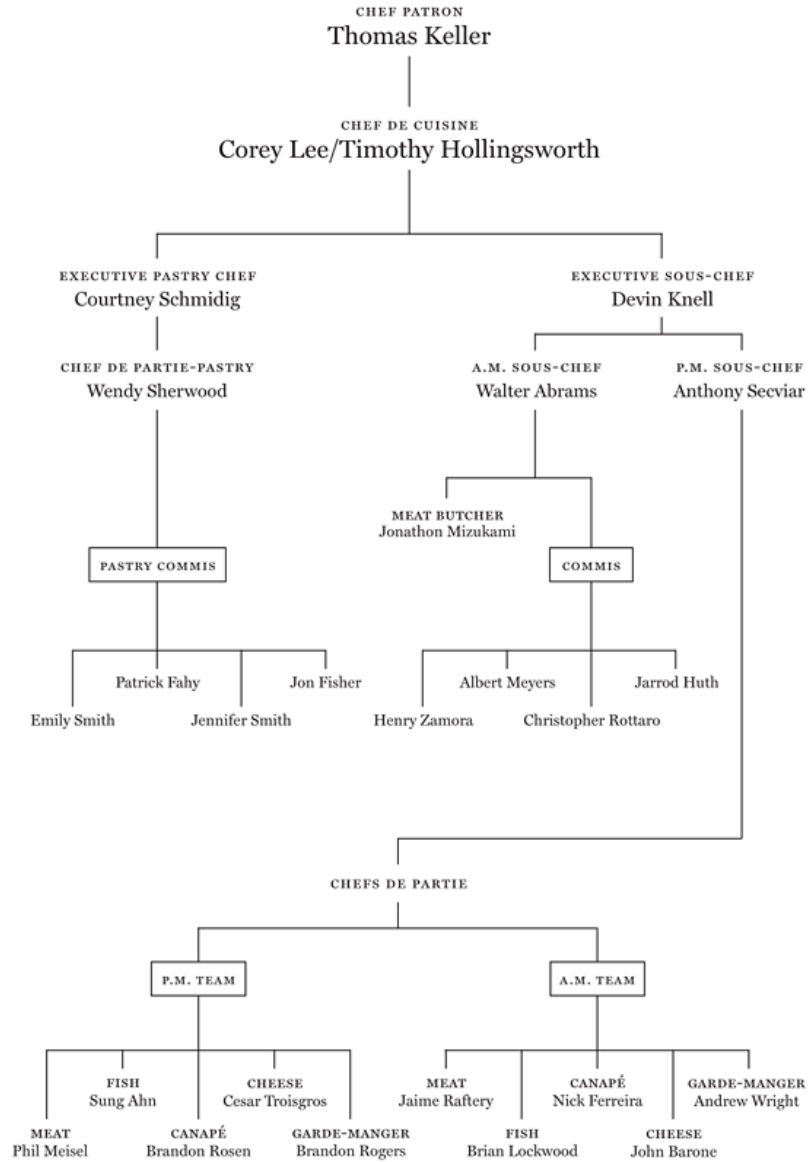 CHEF PATRON
Thomas Keller
CHEF DE CUISINE
Corey Lee/Timothy Hollingsworth
EXECUTIVE PASTRY CHEF
Courtney Schmidig
EXECUTIVE SOUS-CHEF
Devin Knell
CHEF DE PARTIE-PASTRY
Wendy Sherwood
A.M. SOUS-CHEF
Walter Abrams
P.M. SOUS-CHEF
Anthony Secviar
MEAT BUTCHER
Jonathon Mizukami
PASTRY COMMIS
COMMIS
Patrick Fahy
Jon Fisher
Emily Smith
Jennifer Smith
Albert Meyers
Jarrod Huth
Henry Zamora
Christopher Rottaro
CHEFS DE PARTIE
P.M. TEAM
A.M. TEAM
FISH
Sung Ahn
CHEESE
Cesar Troisgros
MEAT
Phil Meisel
CANAPÉ
Brandon Rosen
GARDE-MANGER
Brandon Rogers
MEAT
Jaime Raftery
CANAPÉ
Nick Ferreira
GARDE-MANGER
Andrew Wright
FISH
Brian Lockwood
CHEESE
John Barone